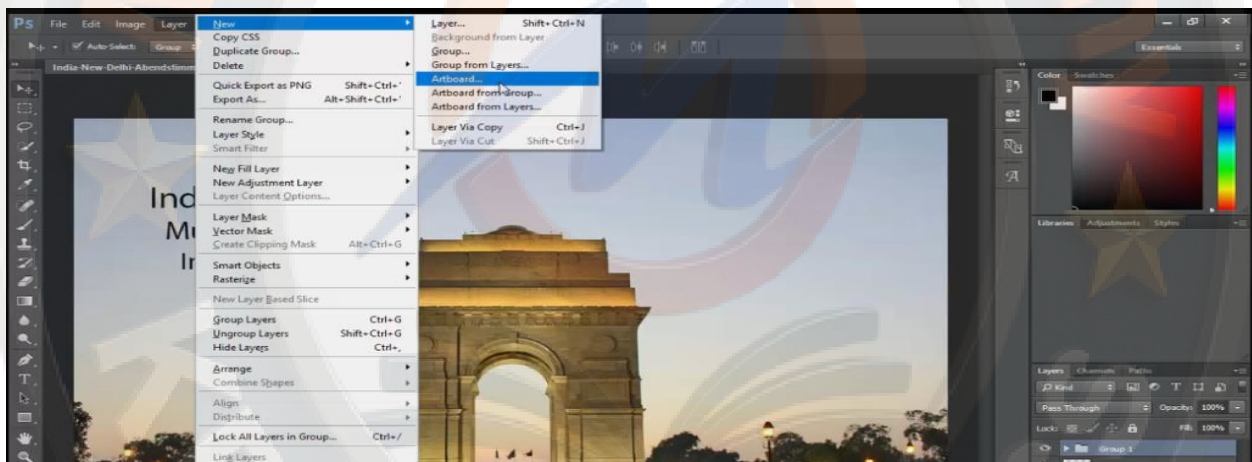 Ps File Edit Image Layer
Auto-Select: Group
Essentials
India-New-Delhi-Abendstimm
New
Copy CSS
Duplicate Group...
Delete
Quick Export as PNG Shift+Ctrl+'
Export As... Alt+Shift+Ctrl+'
Rename Group...
Layer Style
Smart Filter
New Fill Layer
New Adjustment Layer
Layer Content Options...
Layer Mask
Vector Mask
Create Clipping Mask Alt+Ctrl+G
Smart Objects
Rasterize
New Layer Based Slice
Group Layers Ctrl+G
Ungroup Layers Shift+Ctrl+G
Hide Layers Ctrl+,
Arrange
Combine Shapes
Align
Distribute
Lock All Layers in Group... Ctrl+/
Link Layers
Layer... Shift+Ctrl+N
Background from Layer
Group...
Group from Layers...
Artboard...
Artboard from Group...
Artboard from Layers...
Layer Via Copy Ctrl+J
Layer Via Cut Shift+Ctrl+J
Ind
Mu
Color Swatches
Libraries Adjustments Styles
Layers Channels Paths
Kind
Pass Through Opacity: 100%
Lock: Fill: 100%
Group 1